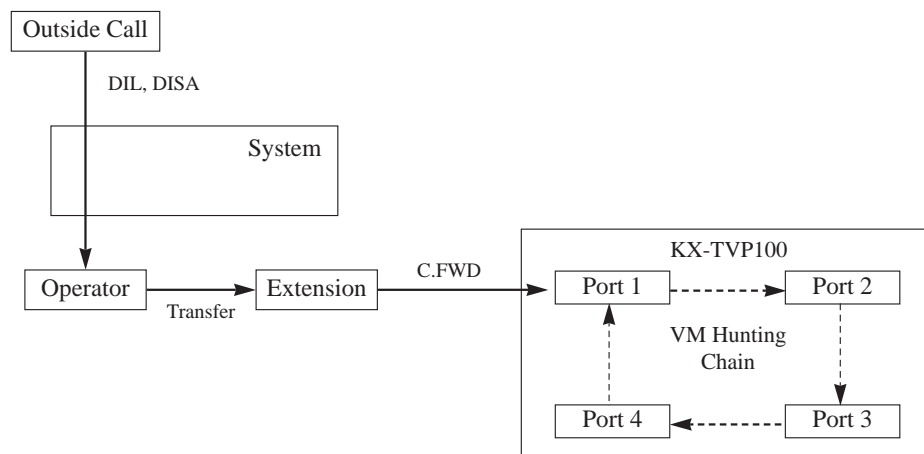 Outside Call
DIL, DISA
System
KX-TVP100
C.FWD
Operator
Extension
Port 1
Port 2
Transfer
VM Hunting
Chain
Port 4
Port 3